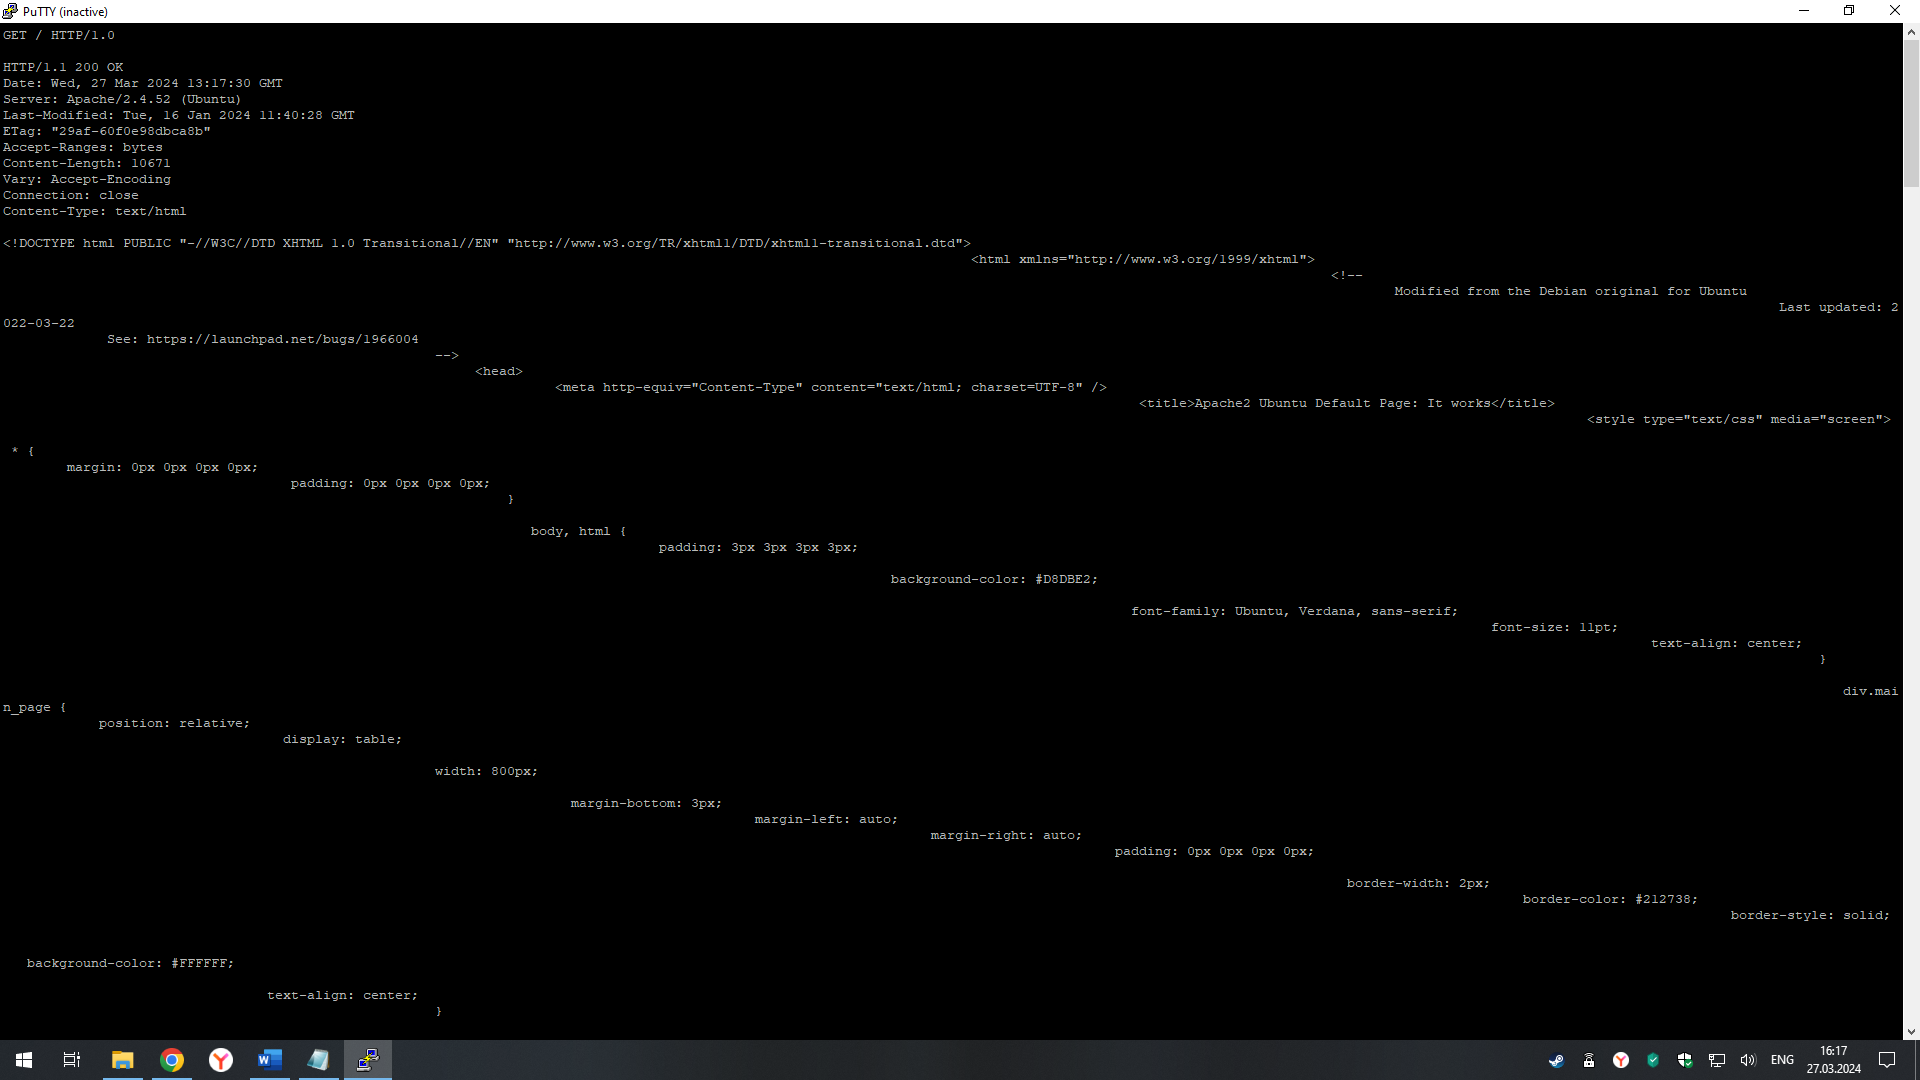 PuTTY (inactive)
GET / HTTP/1.0
HTTP/1.1 200 OK
Date: Wed, 27 Mar 2024 13:17:30 GMT
Server: Apache/2.4.52 (Ubuntu)
Last-Modified: Tue, 16 Jan 2024 11:40:28 GMT
ETag: "29af-60f0e98dbca8b"
Accept-Ranges: bytes
Content-Length: 10671
Vary: Accept-Encoding
Connection: close
Content-Type: text/html
<!DOCTYPE html PUBLIC "-//W3C//DTD XHTML 1.0 Transitional//EN" "http://www.w3.org/TR/xhtml1/DTD/xhtml1-transitional.dtd">
<html xmlns="http://www.w3.org/1999/xhtml">
<!--
Modified from the Debian original for Ubuntu
Last updated: 2
022-03-22
See: https://launchpad.net/bugs/1966004
-->
<head>
<meta http-equiv="Content-Type" content="text/html; charset=UTF-8" />
<title>Apache2 Ubuntu Default Page: It works</title>
<style type="text/css" media="screen">
* {
margin: 0px 0px 0px 0px;
padding: 0px 0px 0px 0px;
}
body, html {
padding: 3px 3px 3px 3px;
background-color: #D8DBE2;
font-family: Ubuntu, Verdana, sans-serif;
font-size: 11pt;
text-align: center;
}
div.mai
n_page {
position: relative;
display: table;
width: 800px;
margin-bottom: 3px;
margin-left: auto;
margin-right: auto;
padding: 0px 0px 0px 0px;
border-width: 2px;
border-color: #212738;
border-style: solid;
background-color: #FFFFFF;
text-align: center;
}
ENG
16:17
27.03.2024